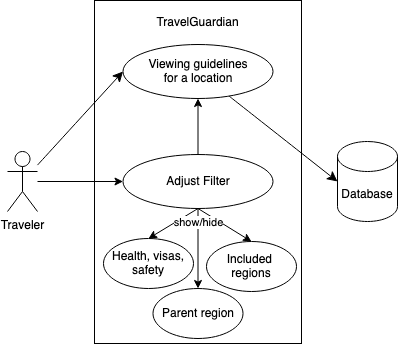 TravelGuardian
Viewing guidelines
for a location
Adjust Filter
Traveler
Database
show/hide
Health, visas,
safety
Included
regions
Parent region